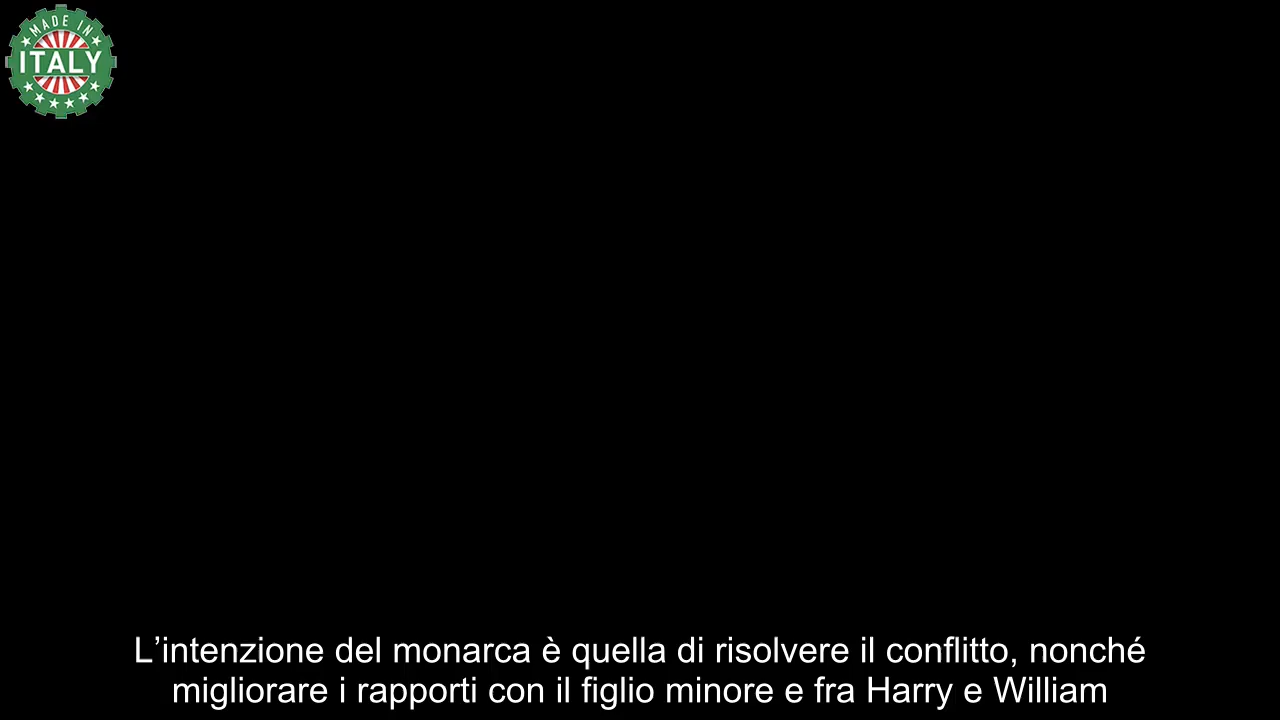 MADE IN
ITALY
L’intenzione del monarca è quella di risolvere il conflitto, nonché
migliorare i rapporti con il figlio minore e fra Harry e William